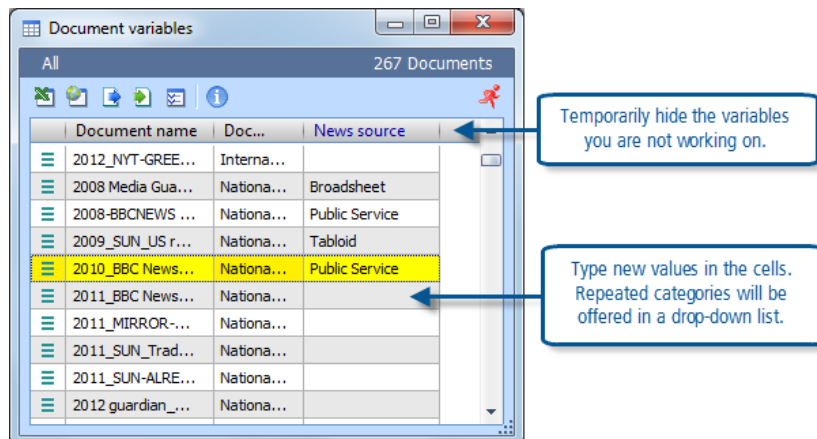 Document variables
All 267 Documents
Document name Doc... News source
2012_NYT-GREE... Interna...
2008 Media Gua... Nationa... Broadsheet
2008-BBCNEWS ... Nationa... Public Service
2009_SUN_US r... Nationa... Tabloid
2010_BBC News... Nationa... Public Service
2011_BBC News... Nationa...
2011_MIRROR-... Nationa...
2011_SUN_Trad... Nationa...
2011_SUN-ALRE... Nationa...
2012 guardian_... Nationa...
Temporarily hide the variables
you are not working on.
Type new values in the cells.
Repeated categories will be
offered in a drop-down list.